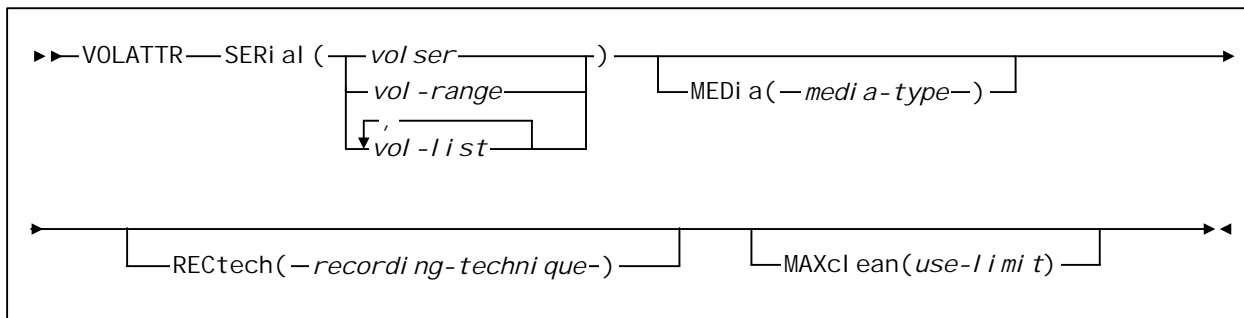 VOLATTR SERial( volser )
vol-range
,
vol-list
MEDia( media-type )
RECtech( recording-technique )
MAXclean(use-limit)